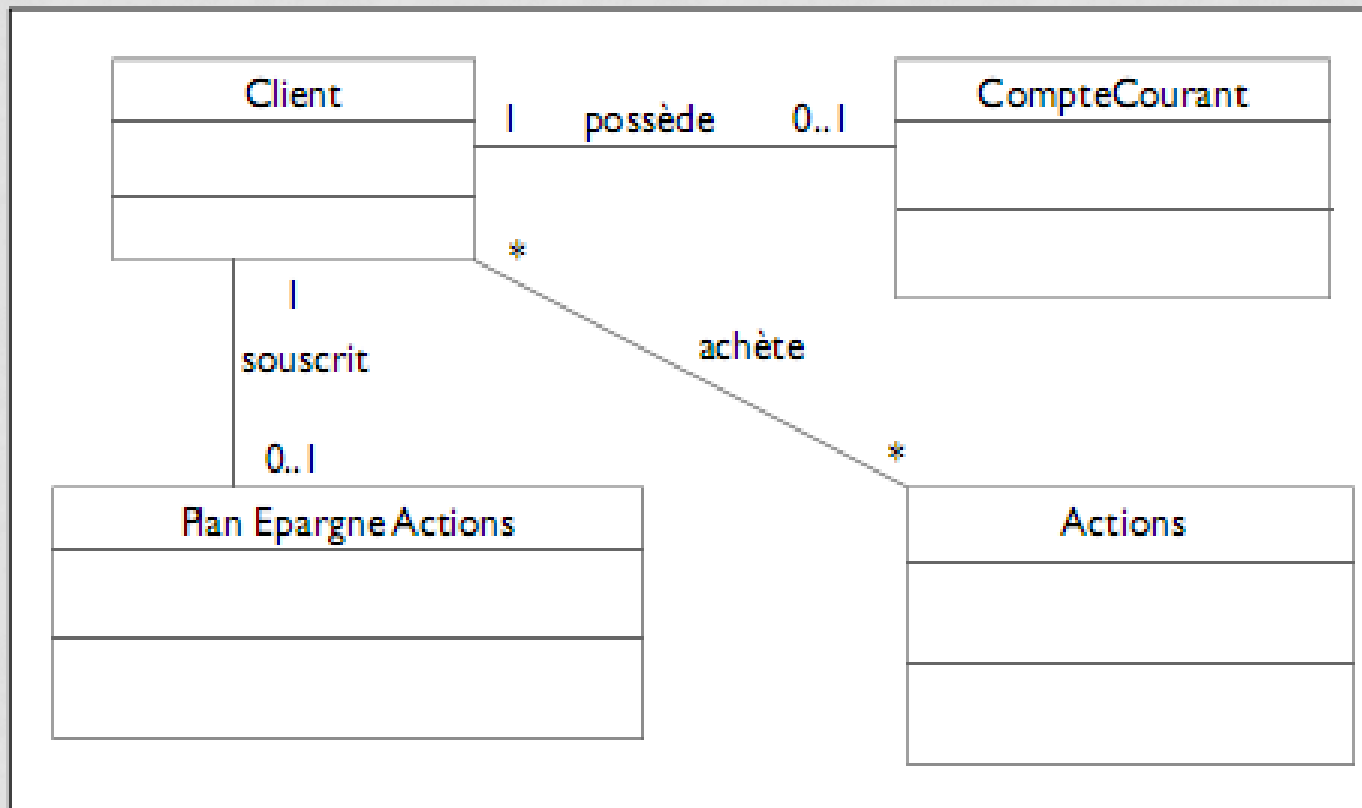 Client
CompteCourant
1 possède 0..1
*
1
achète
souscrit
*
0..1
Plan Epargne Actions
Actions